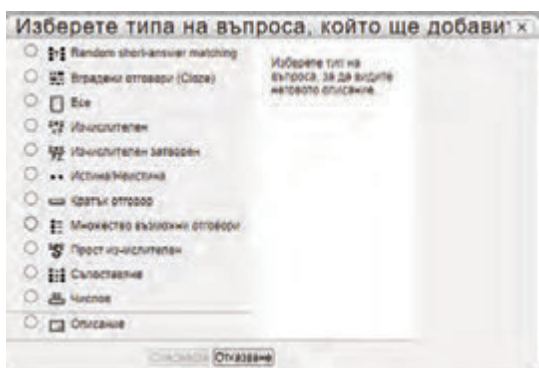 Изберете типа на въпроса, който ще добави
Random short-answer matching
Вградени отговори (Cloze)
Есе
Изчислителен
Изчислителен затворен
Истина/Неистина
Кратък отговор
Множество възможни отговори
Прост изчислителен
Съпоставяне
Числов
Описание
Изберете тип на
въпроса, за да видите
неговото описание.
Отказване